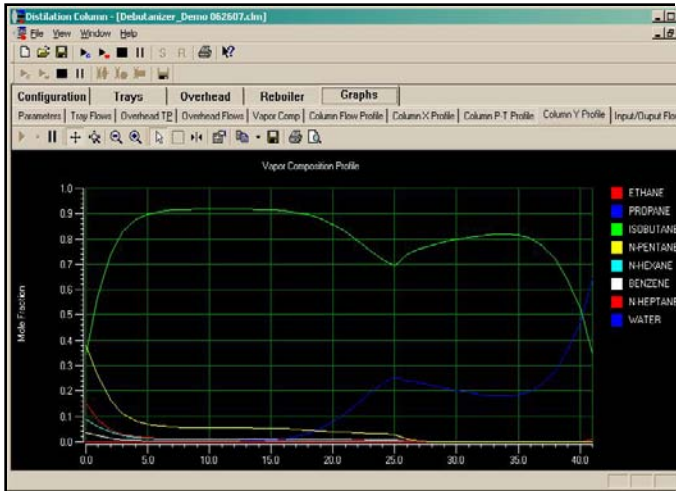 Distilation Column - [Debutanizer_Demo 062607.clm]
File View Window Help
S R
Configuration Trays Overhead Reboiler Graphs
Parameters Tray Flows Overhead TP Overhead Flows Vapor Comp Column Flow Profile Column X Profile Column P-T Profile Column Y Profile Input/Ouput Flow
Vapor Composition Profile
Mole Fraction
1.0
0.9
0.8
0.7
0.6
0.5
0.4
0.3
0.2
0.1
0.0
0.0 5.0 10.0 15.0 20.0 25.0 30.0 35.0 40.0
ETHANE
PROPANE
ISOBUTANE
N-PENTANE
N-HEXANE
BENZENE
N-HEPTANE
WATER